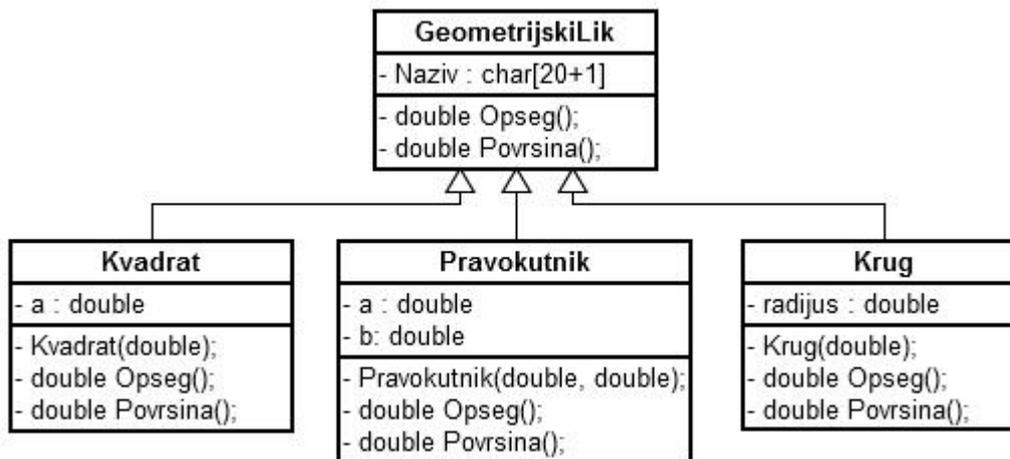 GeometrijskiLik
- Naziv : char[20+1]
- double Opseg();
- double Povrsina();
Kvadrat
- a : double
- Kvadrat(double);
- double Opseg();
- double Povrsina();
Pravokutnik
- a : double
- b: double
- Pravokutnik(double, double);
- double Opseg();
- double Povrsina();
Krug
- radijus : double
- Krug(double);
- double Opseg();
- double Povrsina();